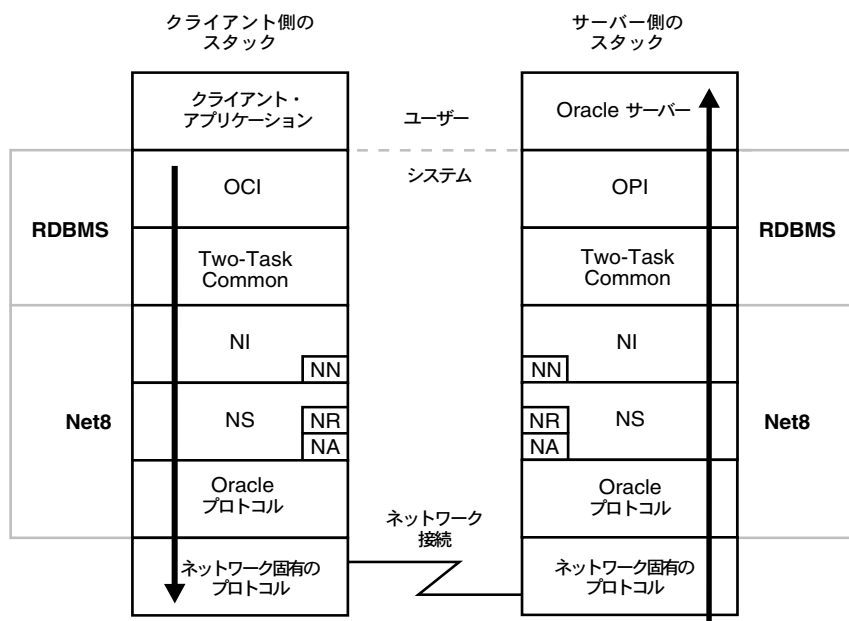 クライアント側の
スタック
サーバー側の
スタック
クライアント・
アプリケーション
ユーザー
Oracle サーバー
システム
RDBMS
OCI
OPI
RDBMS
Two-Task
Common
Two-Task
Common
Net8
NI
NN
NI
NN
Net8
NS
NR
NA
NS
NR
NA
Oracle
プロトコル
Oracle
プロトコル
ネットワーク
接続
ネットワーク固有の
プロトコル
ネットワーク固有の
プロトコル